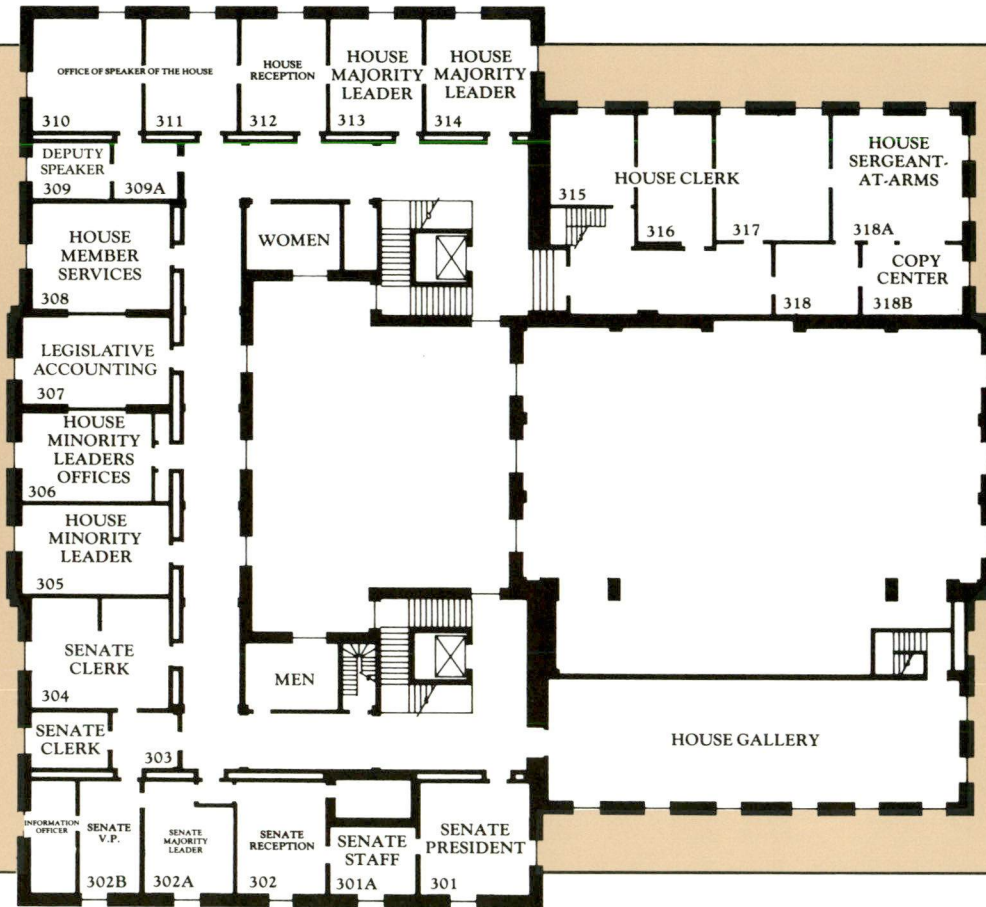 OFFICE OF SPEAKER OF THE HOUSE
310
311
HOUSE
RECEPTION
312
HOUSE
MAJORITY
LEADER
313
HOUSE
MAJORITY
LEADER
314
DEPUTY
SPEAKER
309
309A
HOUSE CLERK
315
316
317
HOUSE
SERGEANT-
AT-ARMS
318A
COPY
CENTER
318B
318
HOUSE
MEMBER
SERVICES
308
WOMEN
LEGISLATIVE
ACCOUNTING
307
HOUSE
MINORITY
LEADERS
OFFICES
306
HOUSE
MINORITY
LEADER
305
SENATE
CLERK
304
MEN
SENATE
CLERK
303
HOUSE GALLERY
INFORMATION
OFFICER
SENATE
V.P.
302B
SENATE
MAJORITY
LEADER
302A
SENATE
RECEPTION
302
SENATE
STAFF
301A
SENATE
PRESIDENT
301